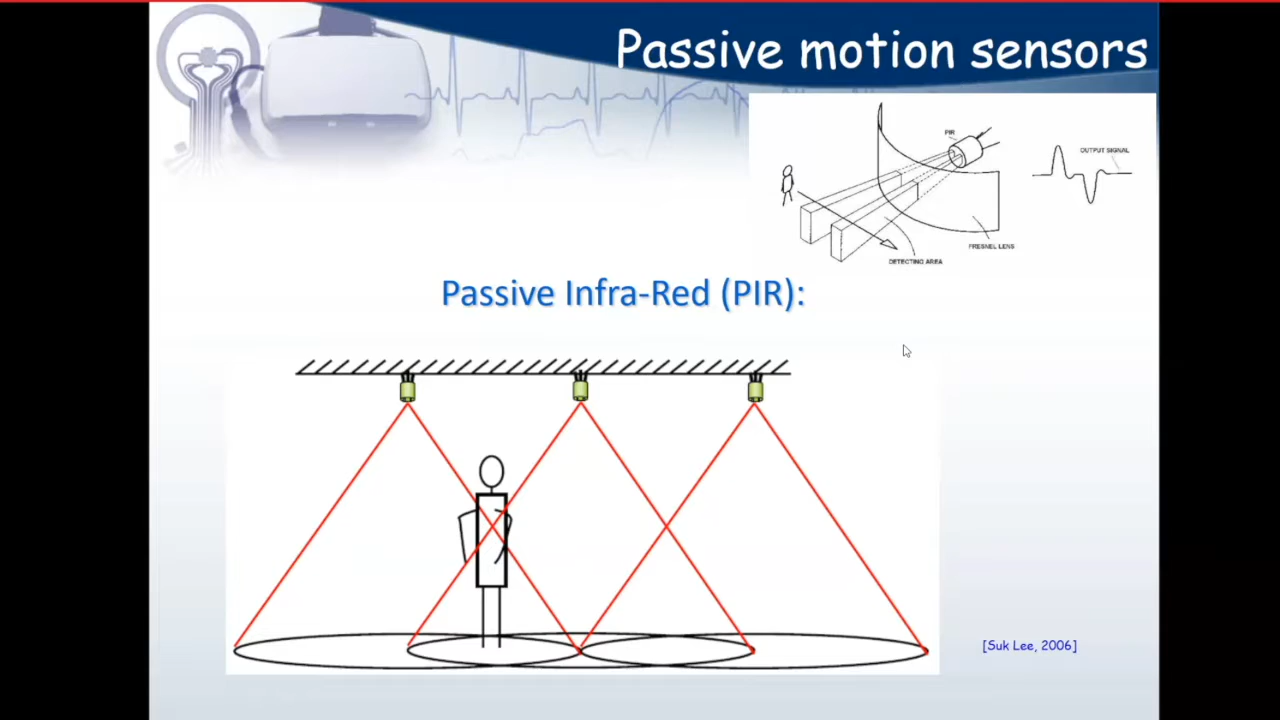 Passive motion sensors
PIR
OUTPUT SIGNAL
FRESNEL LENS
DETECTING AREA
Passive Infra-Red (PIR):
[Suk Lee, 2006]